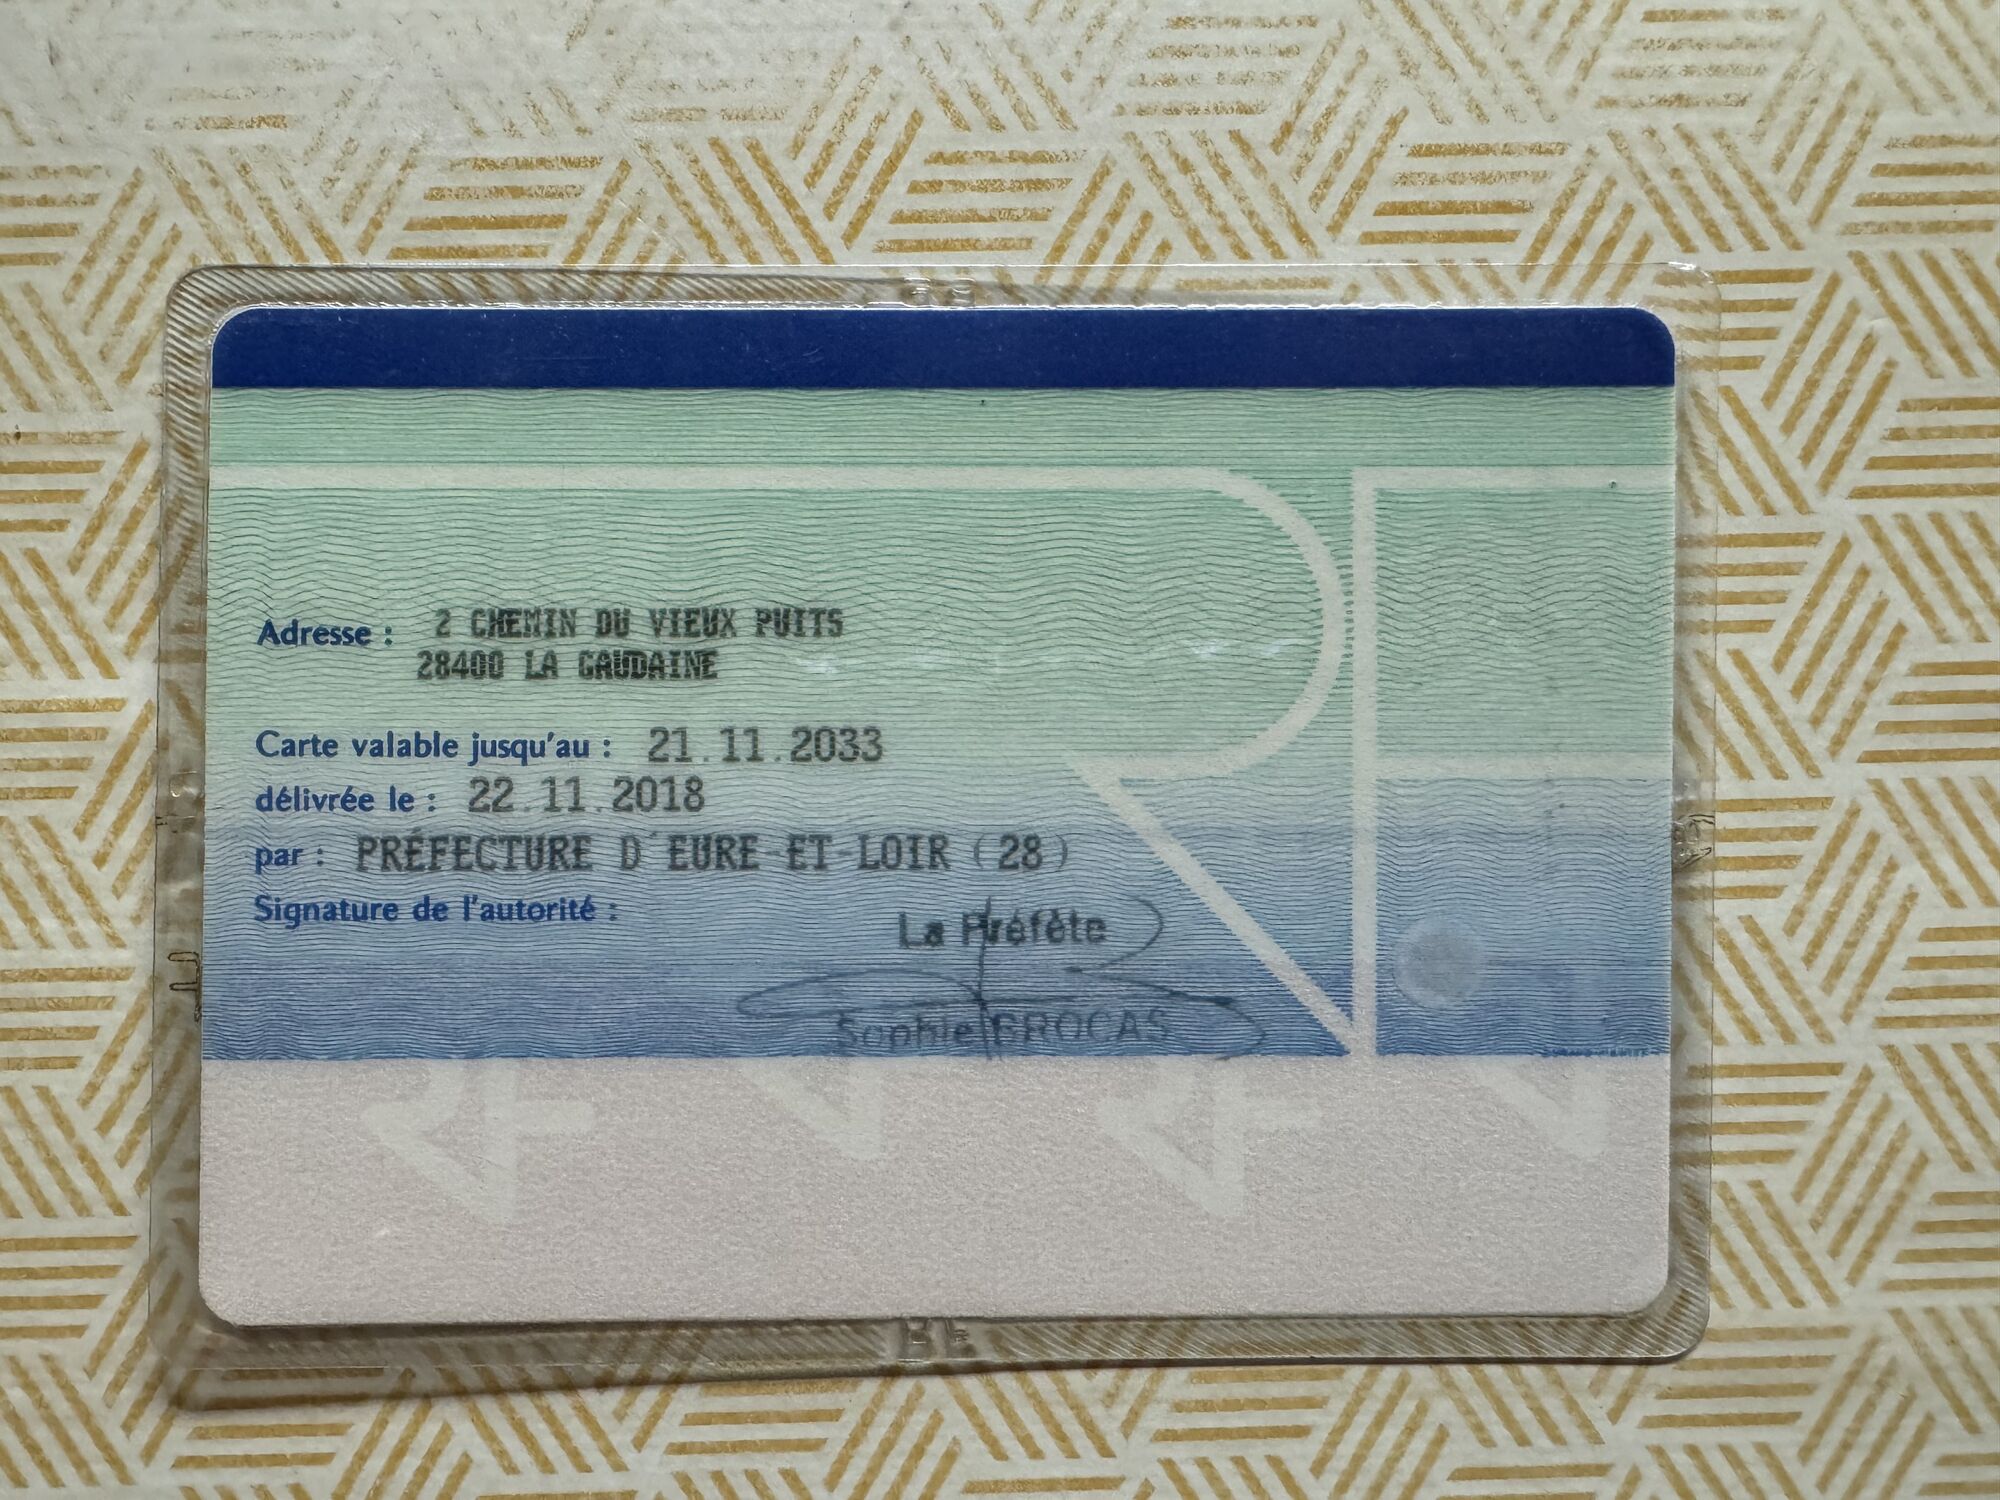 Adresse : 2 CHEMIN DU VIEUX PUITS
28400 LA GAUDAINE
Carte valable jusqu'au : 21.11.2033
délivrée le : 22.11.2018
par : PRÉFECTURE D'EURE-ET-LOIR (28)
Signature de l'autorité :
La Préfète
Sophie BROCAS
RF